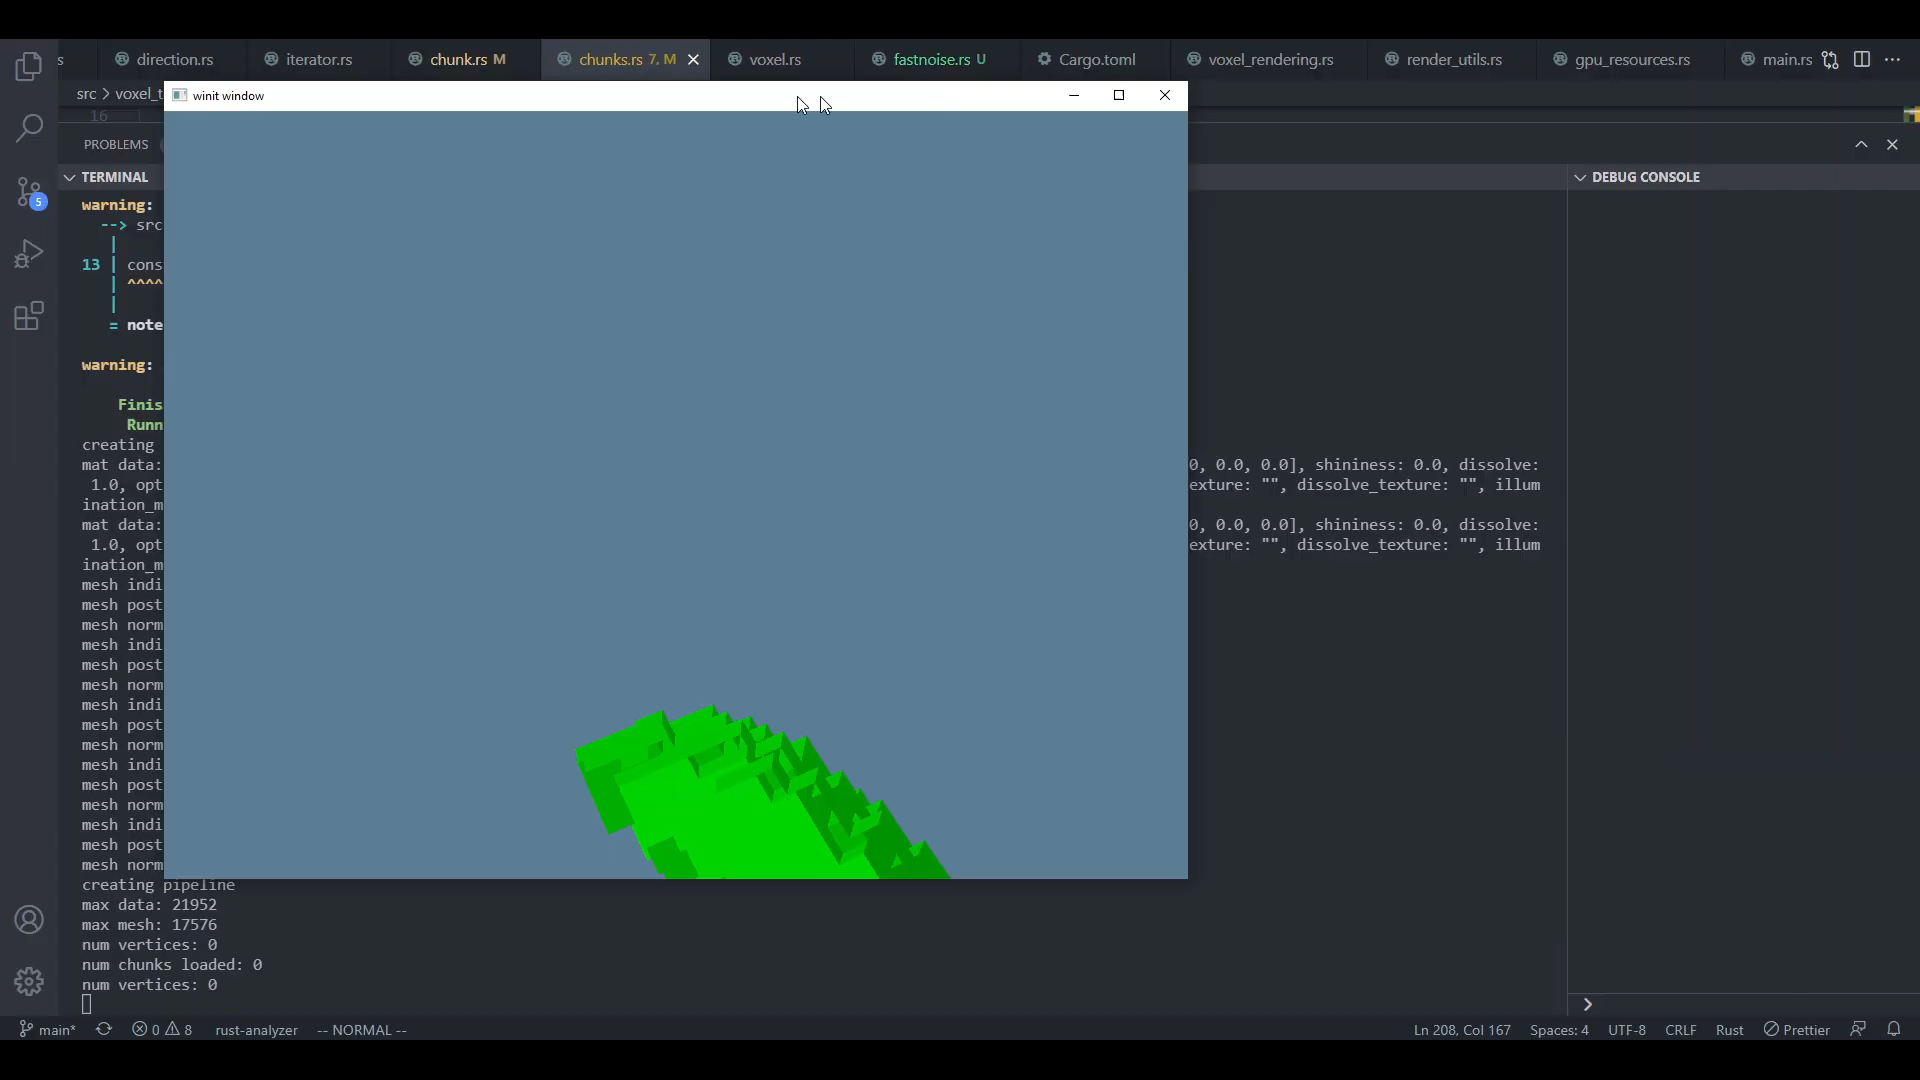 s direction.rs iterator.rs chunk.rs M chunks.rs 7, M voxel.rs fastnoise.rs U Cargo.toml voxel_rendering.rs render_utils.rs gpu_resources.rs main.rs
src > voxel_t
winit window
16
PROBLEMS
TERMINAL
DEBUG CONSOLE
warning:
--> src
|
13 | cons
| ^^^^
|
= note
warning:
Finis
Runn
creating
mat data: 0, 0.0, 0.0], shininess: 0.0, dissolve:
1.0, opt exture: "", dissolve_texture: "", illum
ination_m
mat data: 0, 0.0, 0.0], shininess: 0.0, dissolve:
1.0, opt exture: "", dissolve_texture: "", illum
ination_m
mesh indi
mesh post
mesh norm
mesh indi
mesh post
mesh norm
mesh indi
mesh post
mesh norm
mesh indi
mesh post
mesh norm
mesh indi
mesh post
mesh norm
creating pipeline
max data: 21952
max mesh: 17576
num vertices: 0
num chunks loaded: 0
num vertices: 0
5
main* 0 8 rust-analyzer -- NORMAL -- Ln 208, Col 167 Spaces: 4 UTF-8 CRLF Rust Prettier